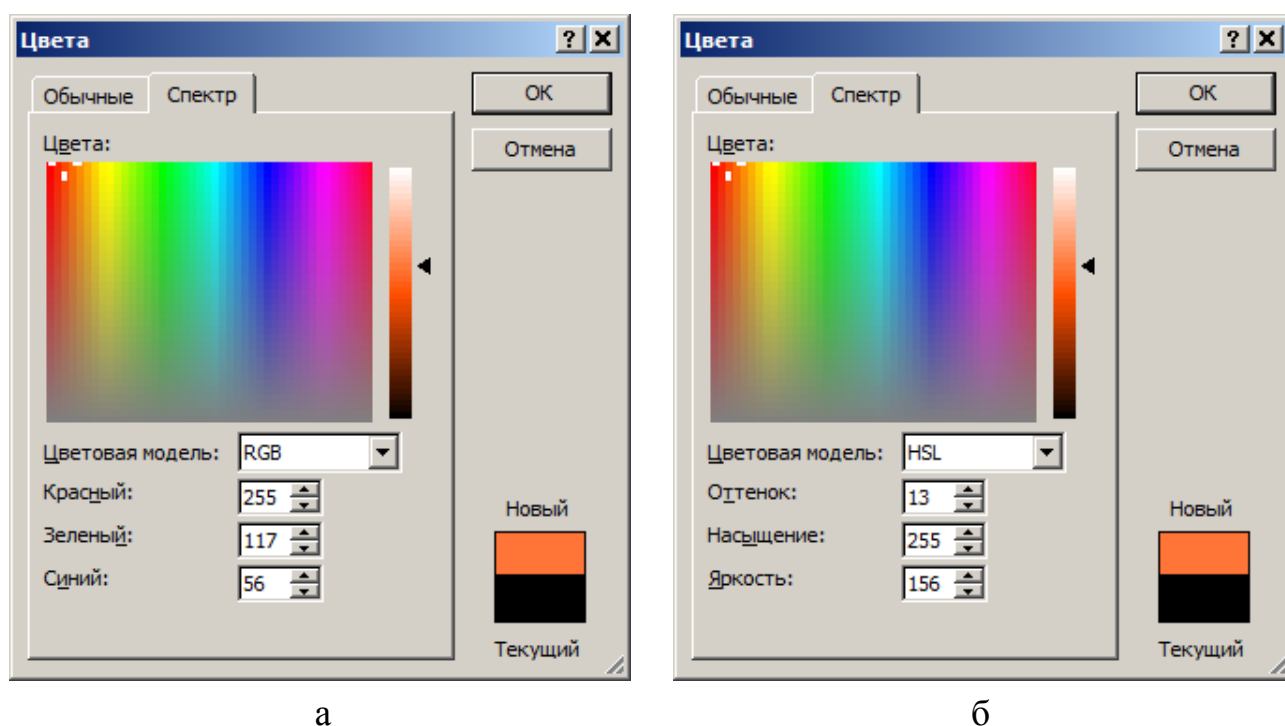 Цвета
Обычные Спектр
ОК
Отмена
Цвета:
Цветовая модель: RGB
Красный: 255
Зеленый: 117
Синий: 56
Новый
Текущий
а
Цвета
Обычные Спектр
ОК
Отмена
Цвета:
Цветовая модель: HSL
Оттенок: 13
Насыщение: 255
Яркость: 156
Новый
Текущий
б